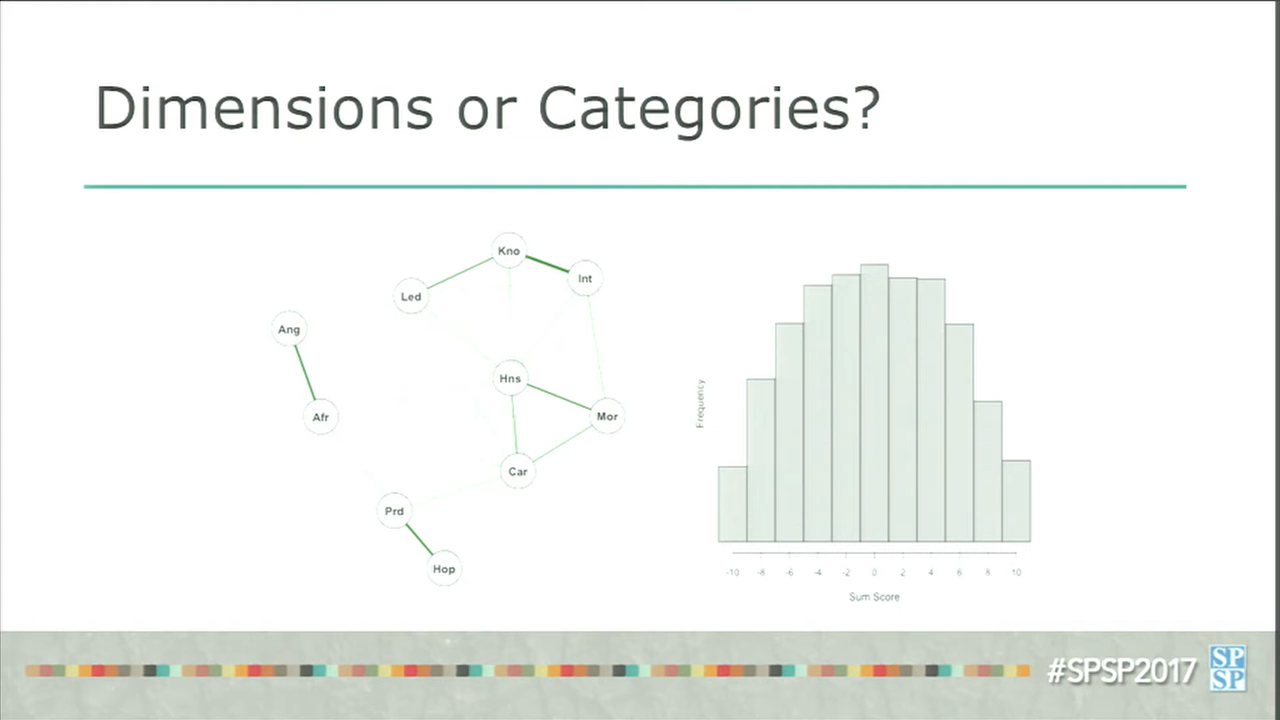 Dimensions or Categories?
Kno
Int
Led
Ang
Hns
Afr
Mor
Car
Prd
Hop
Frequency
-10 -8 -6 -4 -2 0 2 4 6 8 10
Sum Score
#SPSP2017
SP
SP